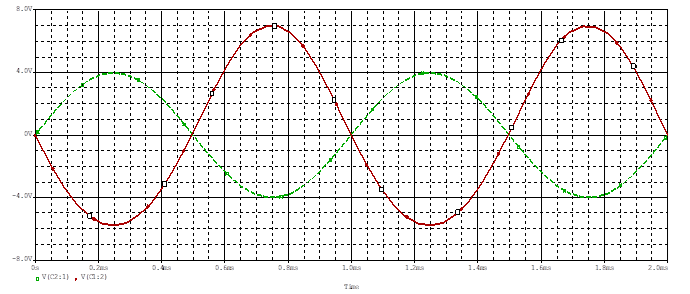 8.0V
4.0V
0V
-4.0V
-8.0V
0s 0.2ms 0.4ms 0.6ms 0.8ms 1.0ms 1.2ms 1.4ms 1.6ms 1.8ms 2.0ms
V(C2:1) V(C1:2)
Time